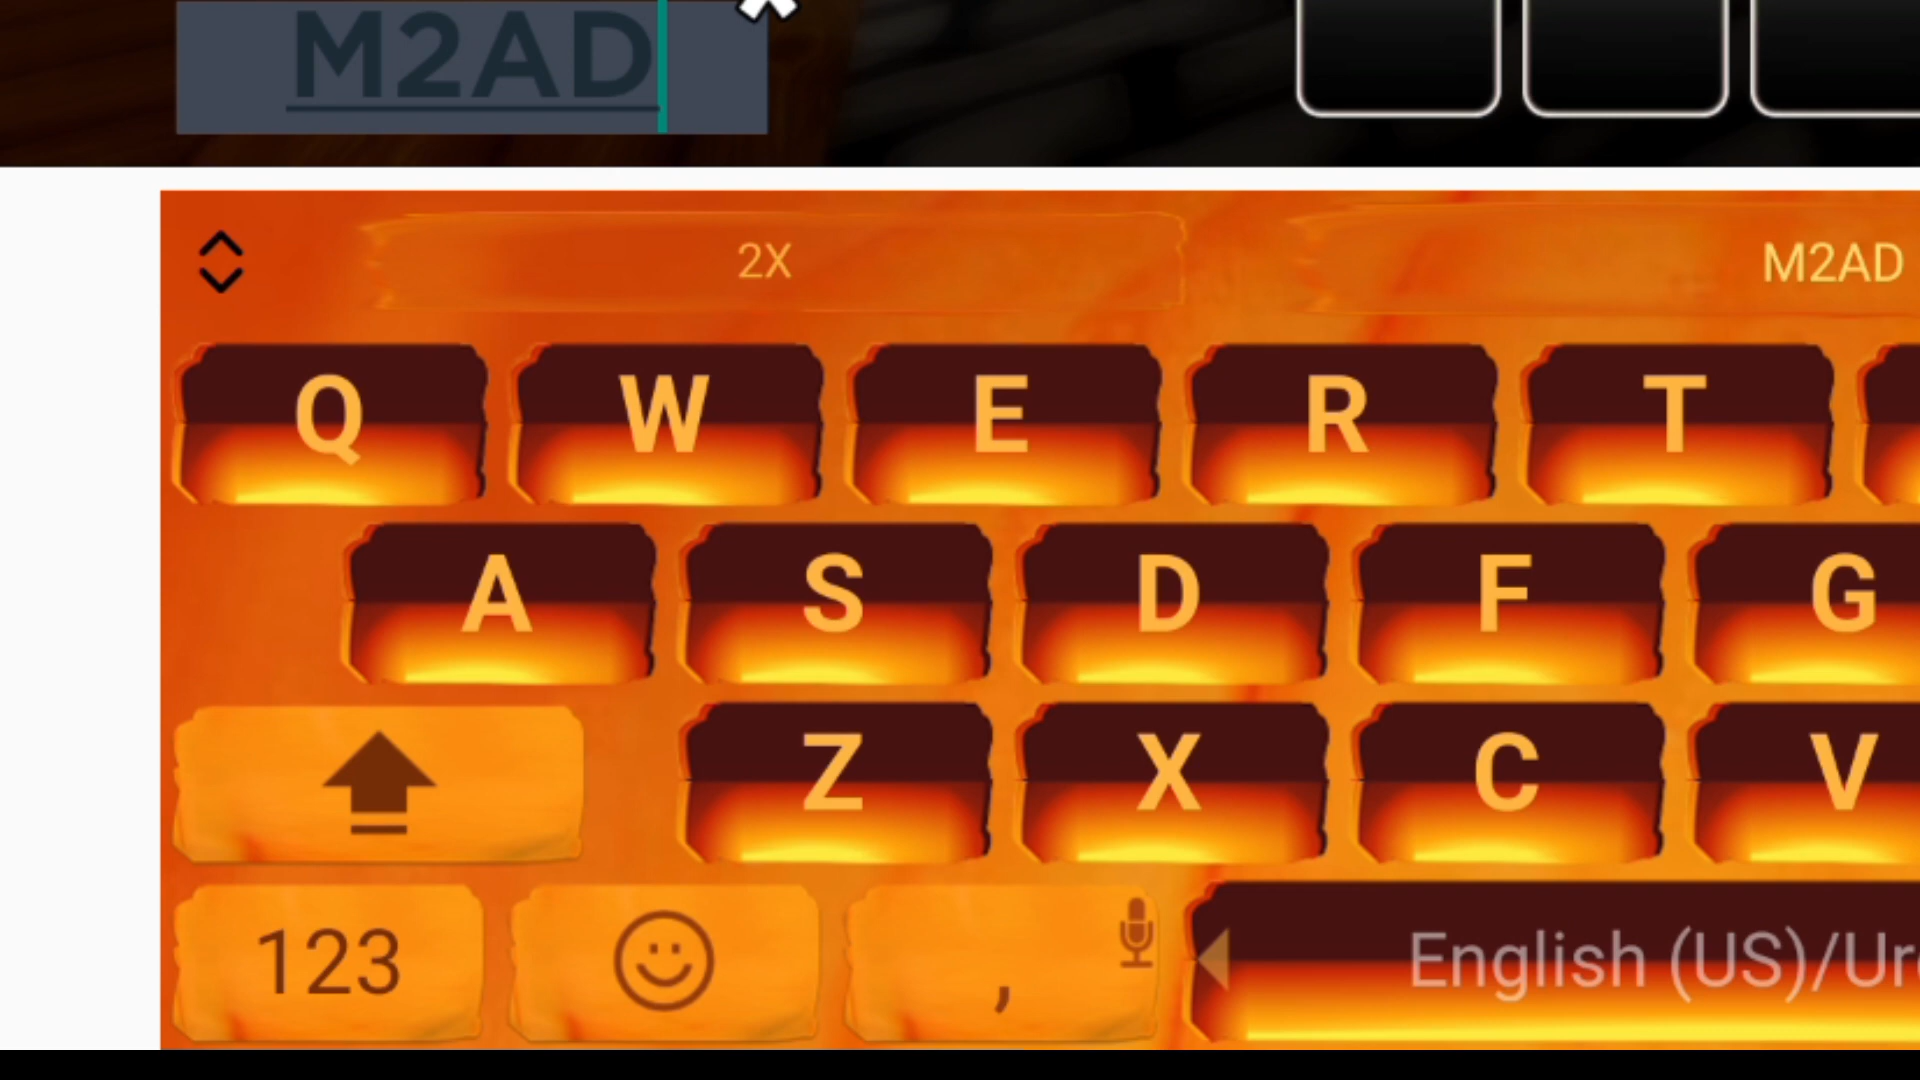 M2AD
2X M2AD
Q W E R T
A S D F G
Z X C V
123 , English (US)/Ur